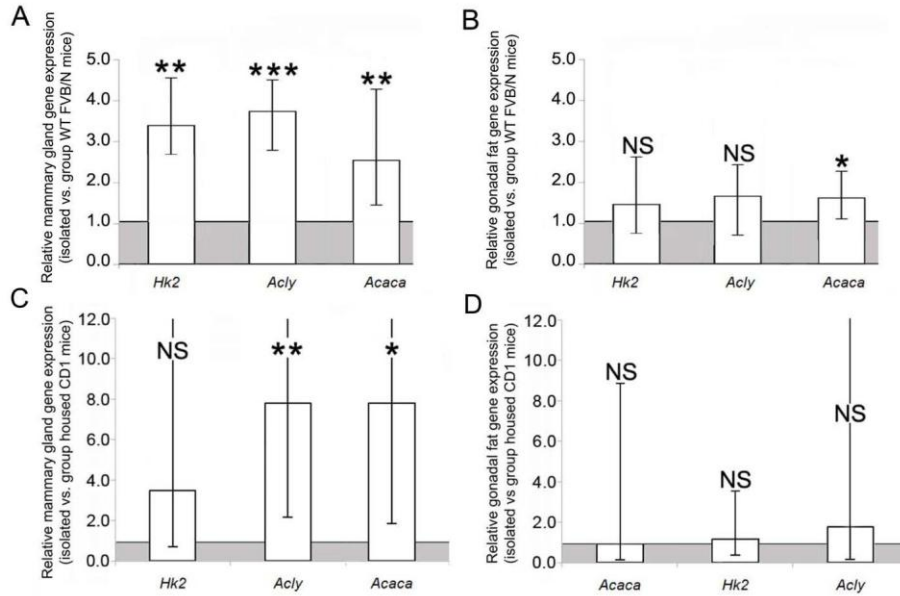 A
Relative mammary gland gene expression
(isolated vs. group WT FVB/N mice)
5.0
4.0
3.0
2.0
1.0
0.0
** *** **
Hk2 Acly Acaca
B
Relative gonadal fat gene expression
(isolated vs. group WT FVB/N mice)
5.0
4.0
3.0
2.0
1.0
0.0
NS NS *
Hk2 Acly Acaca
C
Relative mammary gland gene expression
(isolated vs. group housed CD1 mice)
12.0
10.0
8.0
6.0
4.0
2.0
0.0
NS ** *
Hk2 Acly Acaca
D
Relative gonadal fat gene expression
(isolated vs group housed CD1 mice)
12.0
10.0
8.0
6.0
4.0
2.0
0.0
NS NS NS
Acaca Hk2 Acly